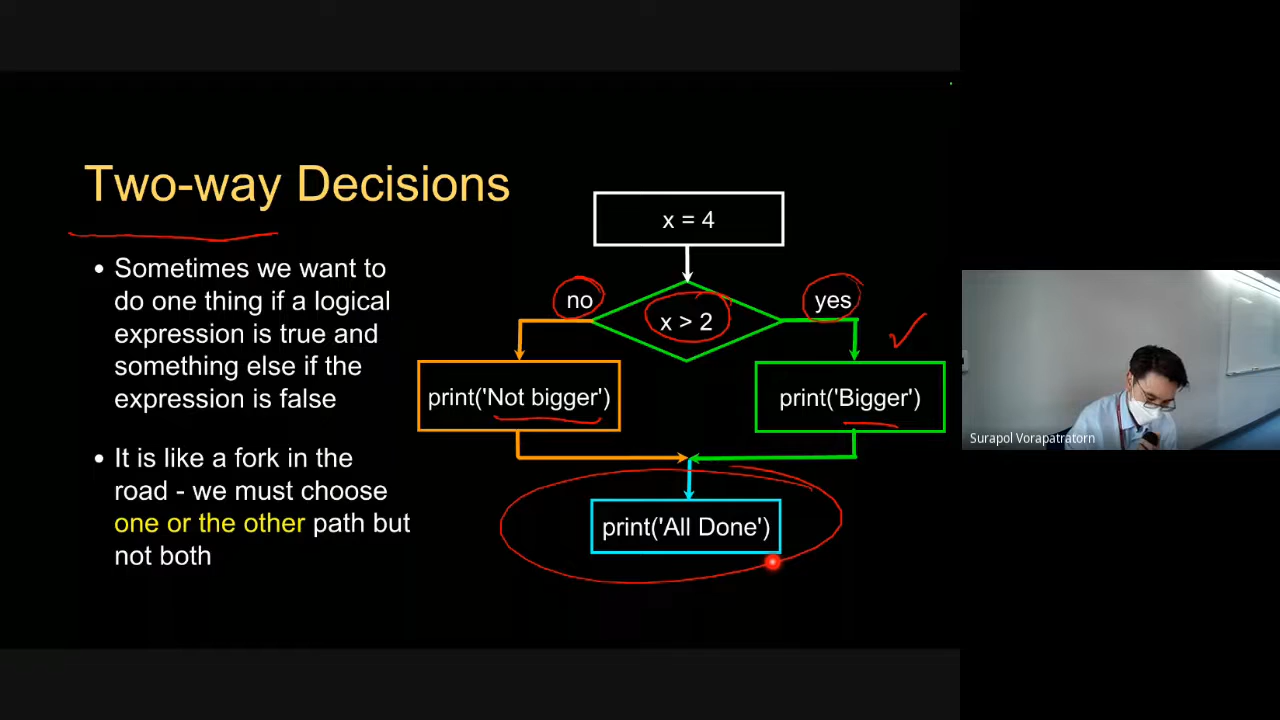 Two-way Decisions
• Sometimes we want to
do one thing if a logical
expression is true and
something else if the
expression is false
• It is like a fork in the
road - we must choose
one or the other path but
not both
x = 4
no
x > 2
yes
print('Not bigger')
print('Bigger')
print('All Done')
Surapol Vorapatratorn